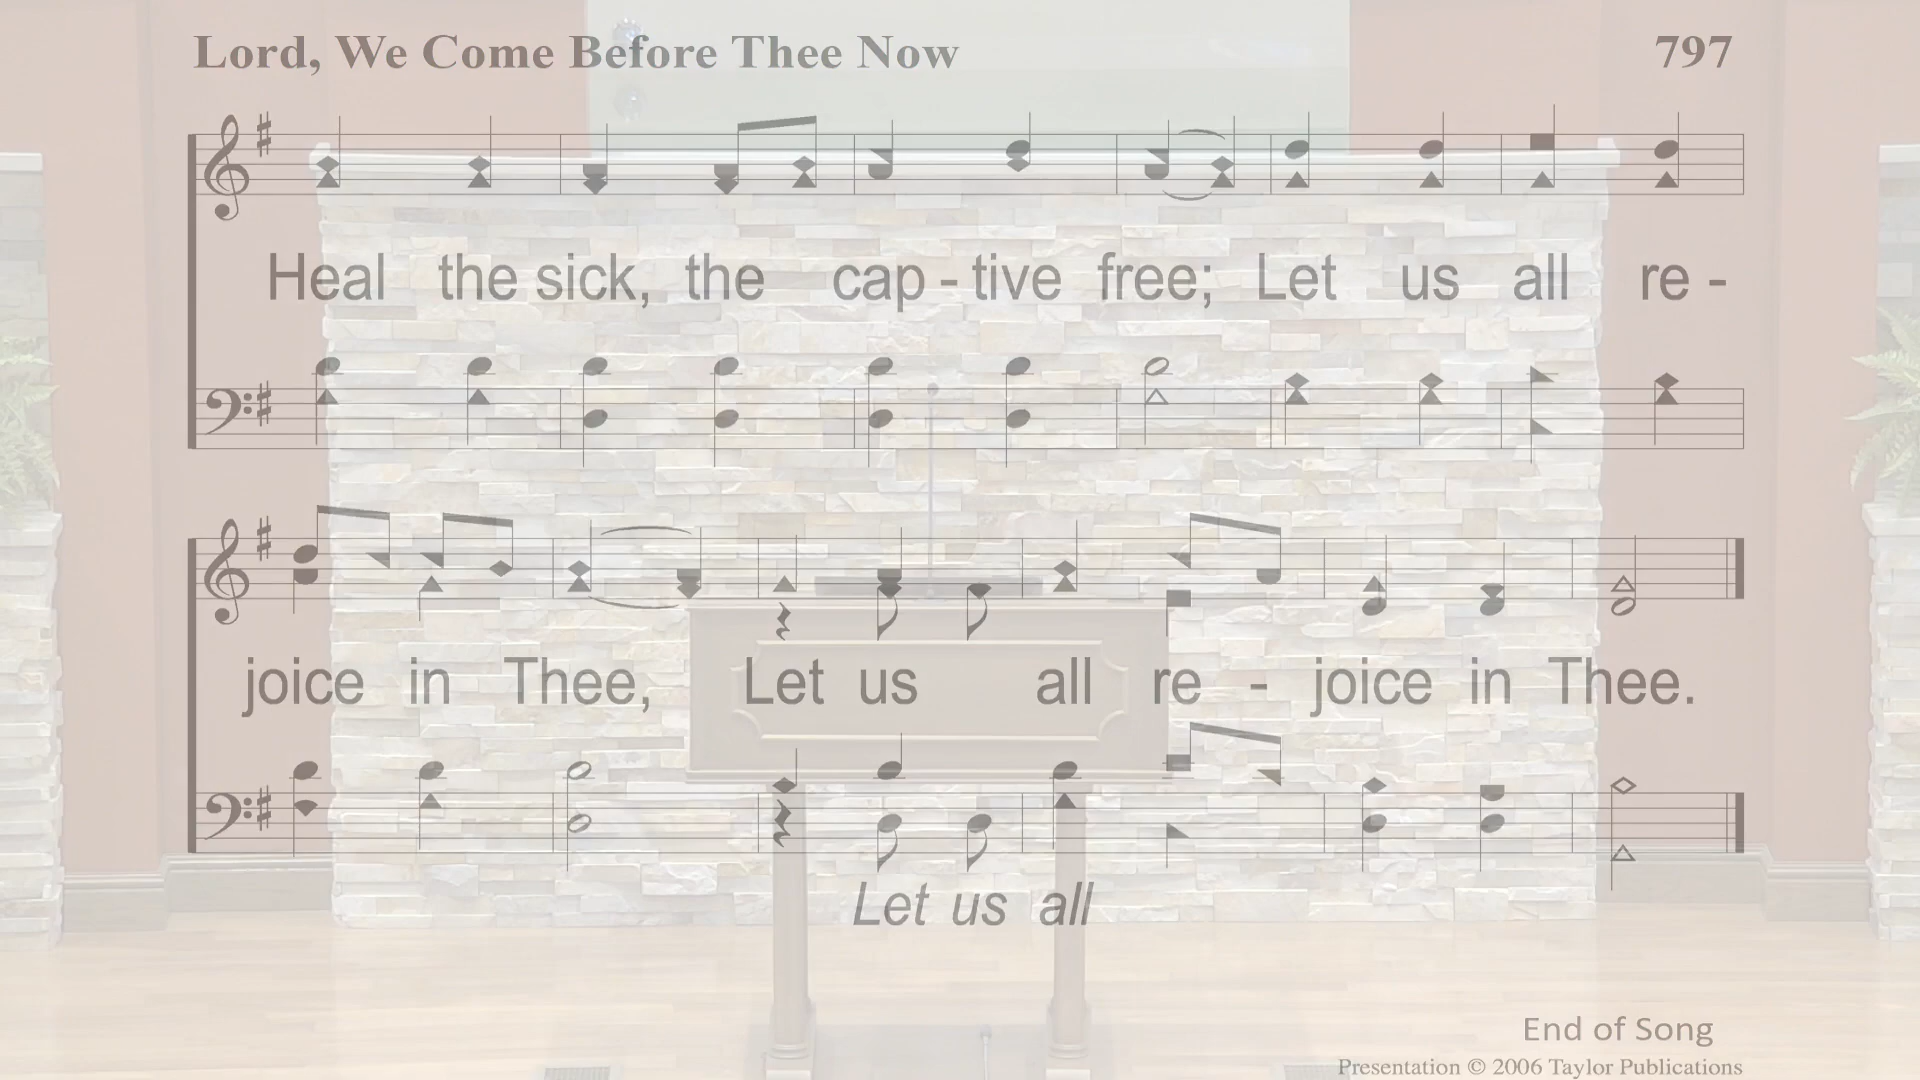 Lord, We Come Before Thee Now 797
Heal the sick, the cap - tive free; Let us all re -
joice in Thee, Let us all re - joice in Thee.
Let us all
End of Song
Presentation © 2006 Taylor Publications